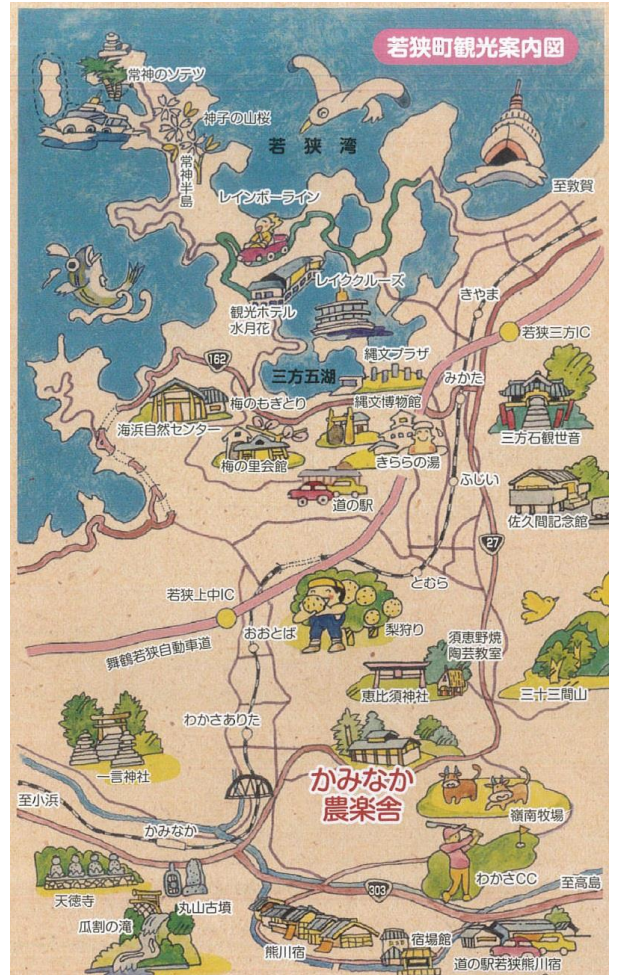 若狭町観光案内図
常神のソテツ
神子の山桜
若狭湾
常神半島
至敦賀
レインボーライン
レイククルーズ
きやま
観光ホテル
水月花
若狭三方IC
縄文プラザ
162
三方五湖
みかた
梅のもぎとり
縄文博物館
海浜自然センター
三方石観世音
梅の里会館
きららの湯
ふじい
道の駅
佐久間記念館
27
とむら
若狭上中IC
おおとば
梨狩り
須恵野焼
陶芸教室
舞鶴若狭自動車道
恵比須神社
三十三間山
わかさありた
一言神社
かみなか
農楽舎
至小浜
嶺南牧場
かみなか
わかさCC
至高島
303
天徳寺
丸山古墳
瓜割の滝
熊川宿
宿場館
道の駅若狭熊川宿